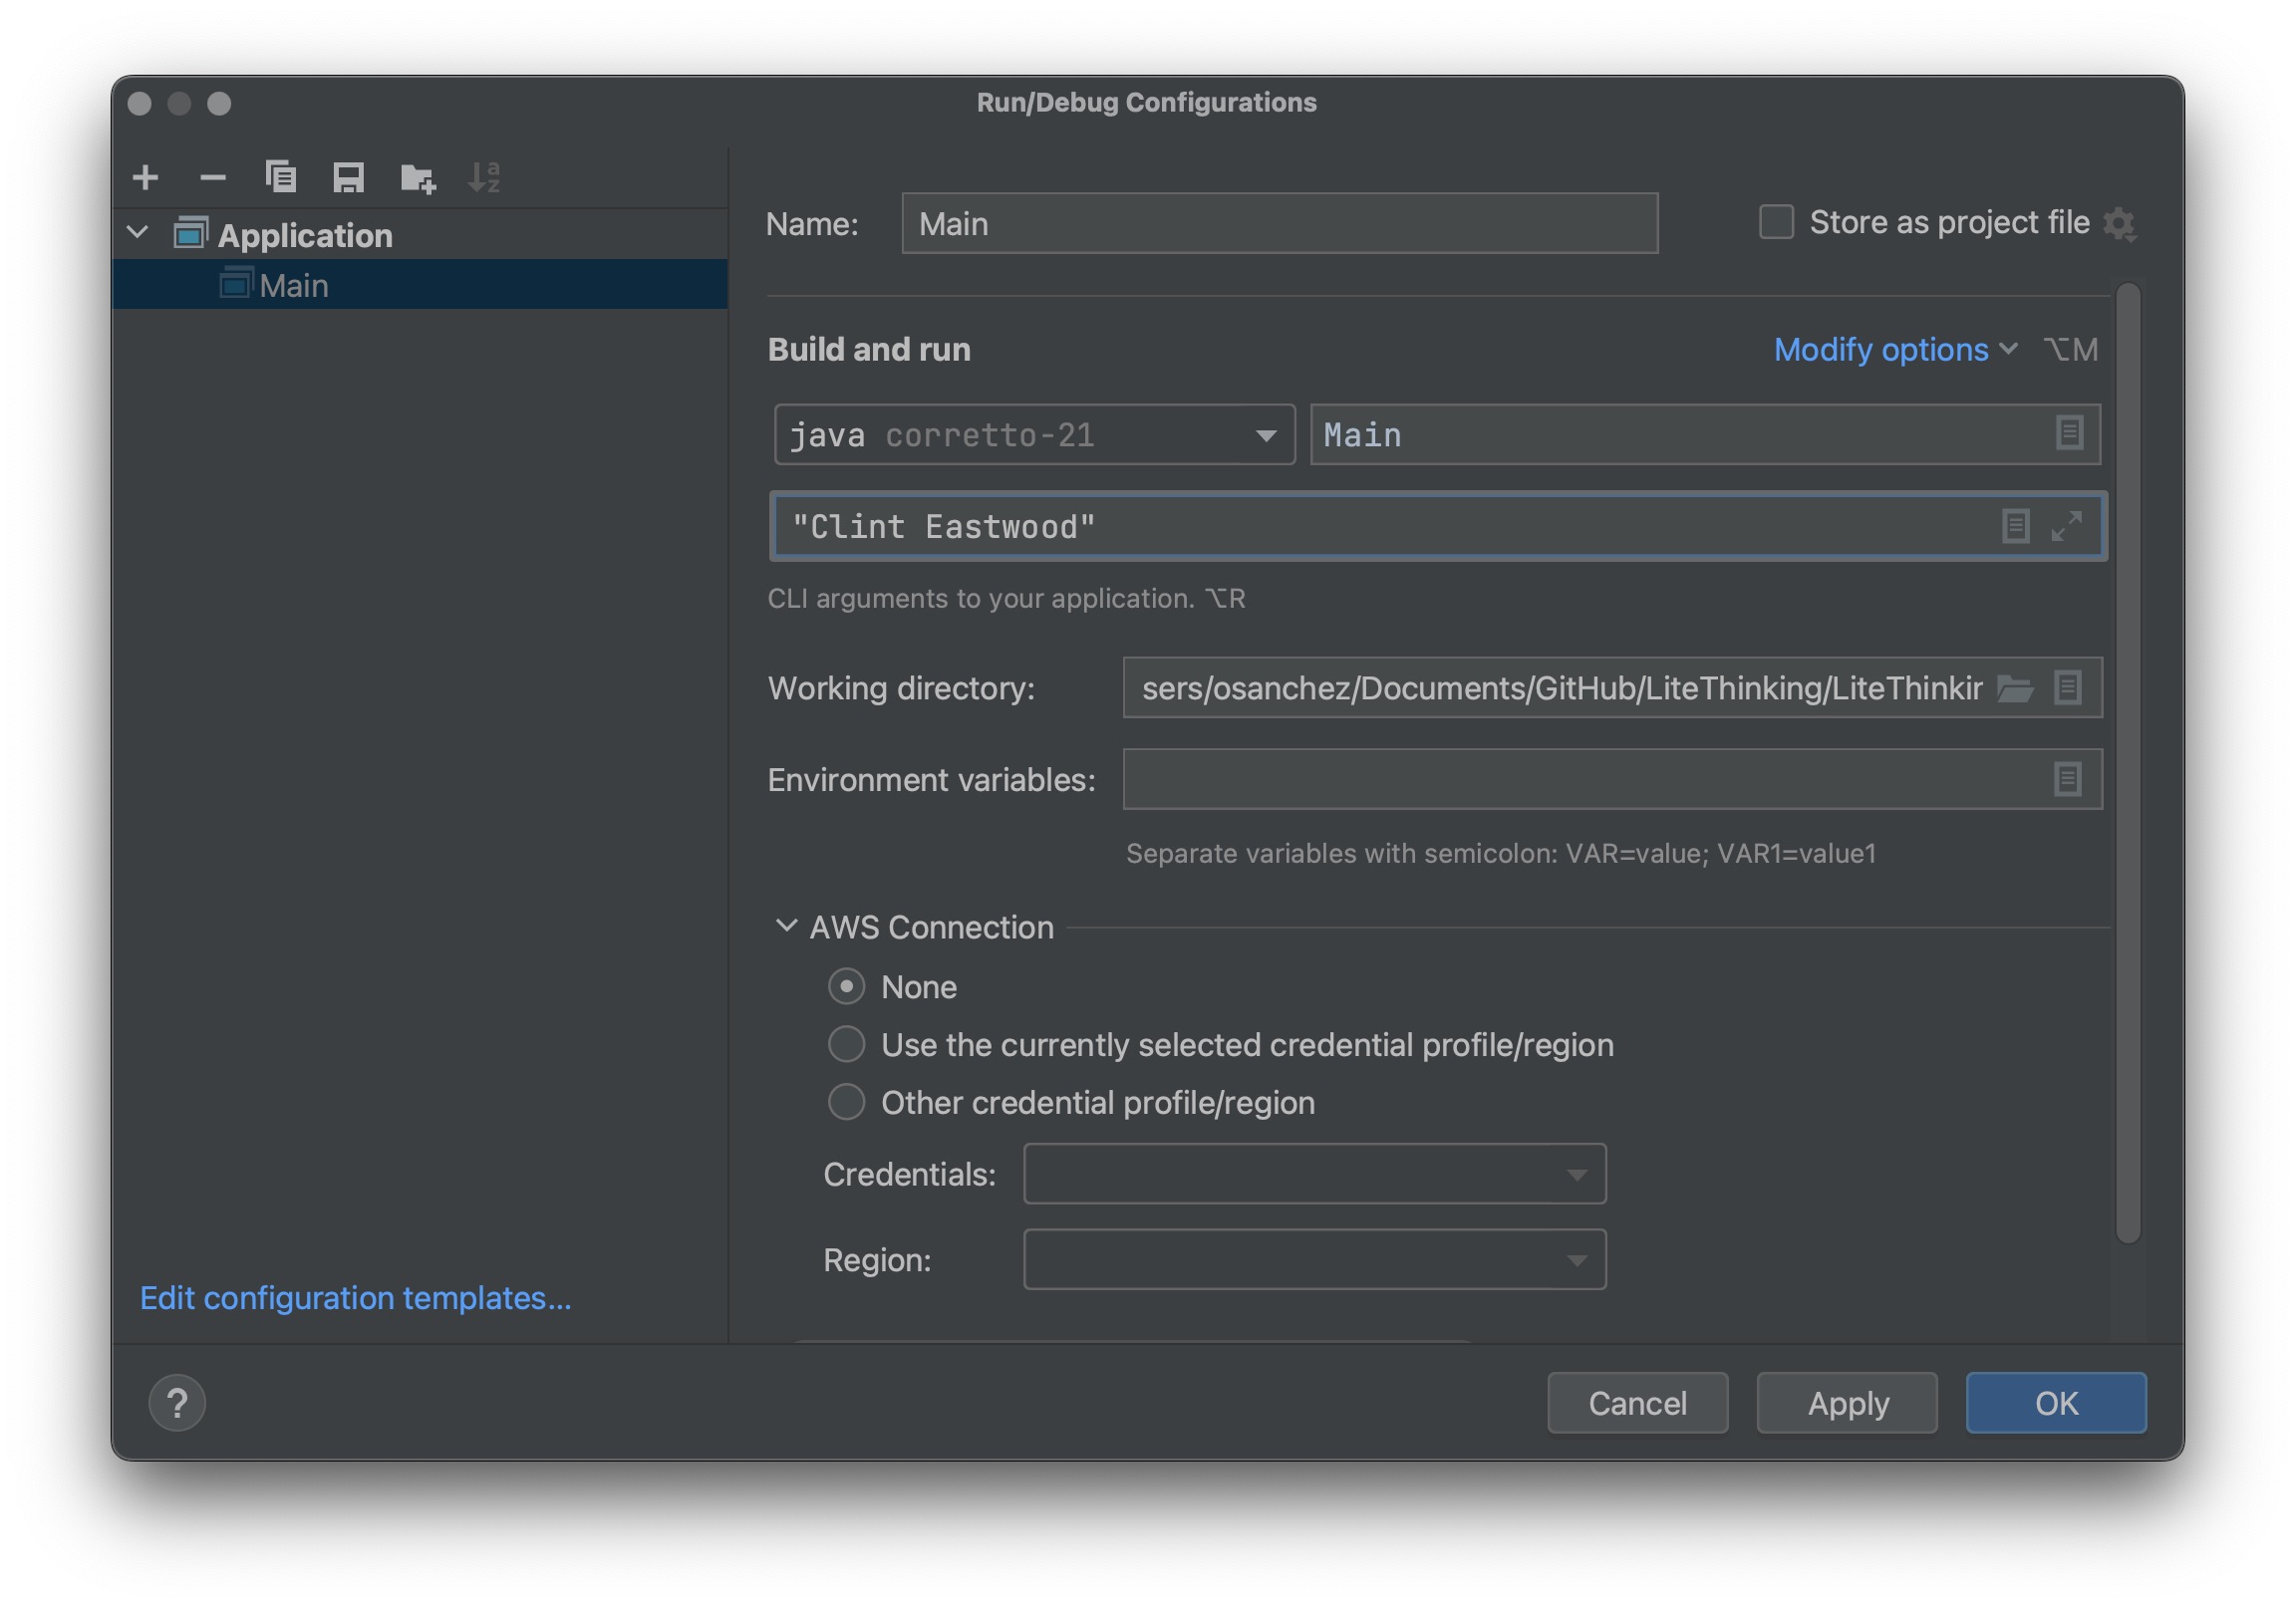 Run/Debug Configurations
Application
Main
Edit configuration templates...
Name: Main
Store as project file
Build and run
Modify options ⌥M
java corretto-21 Main
"Clint Eastwood"
CLI arguments to your application. ⌥R
Working directory: sers/osanchez/Documents/GitHub/LiteThinking/LiteThinkir
Environment variables:
Separate variables with semicolon: VAR=value; VAR1=value1
AWS Connection
None
Use the currently selected credential profile/region
Other credential profile/region
Credentials:
Region:
? Cancel Apply OK